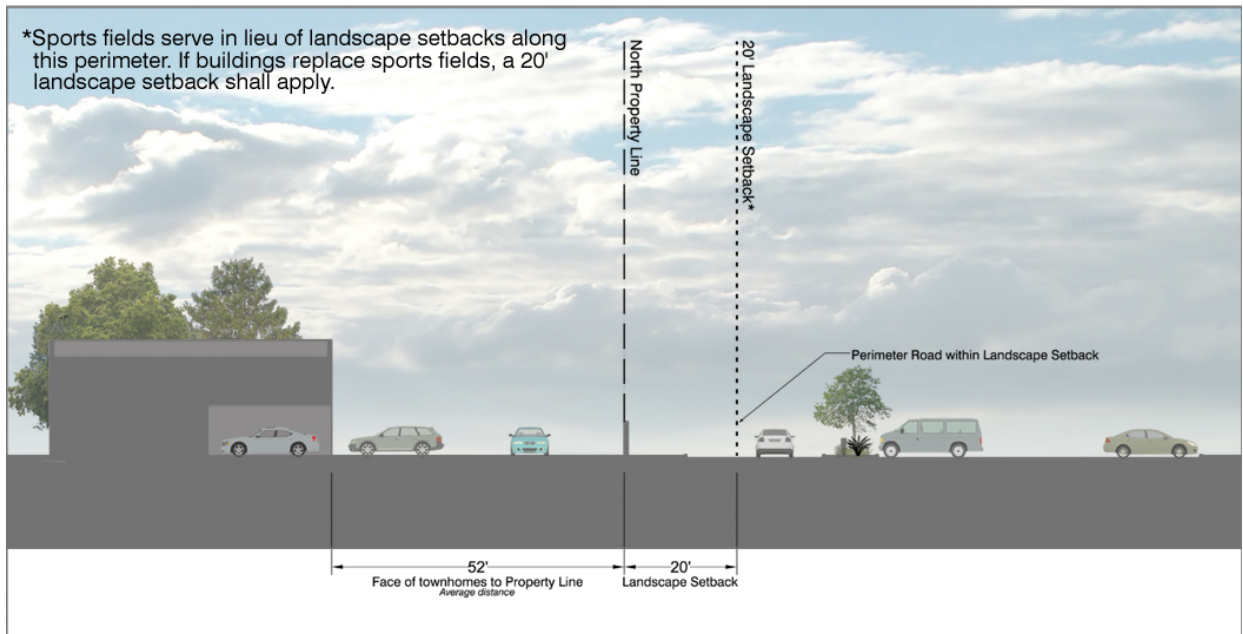 *Sports fields serve in lieu of landscape setbacks along
this perimeter. If buildings replace sports fields, a 20'
landscape setback shall apply.
North Property Line
20' Landscape Setback*
Perimeter Road within Landscape Setback
52'
Face of townhomes to Property Line
Average distance
20'
Landscape Setback